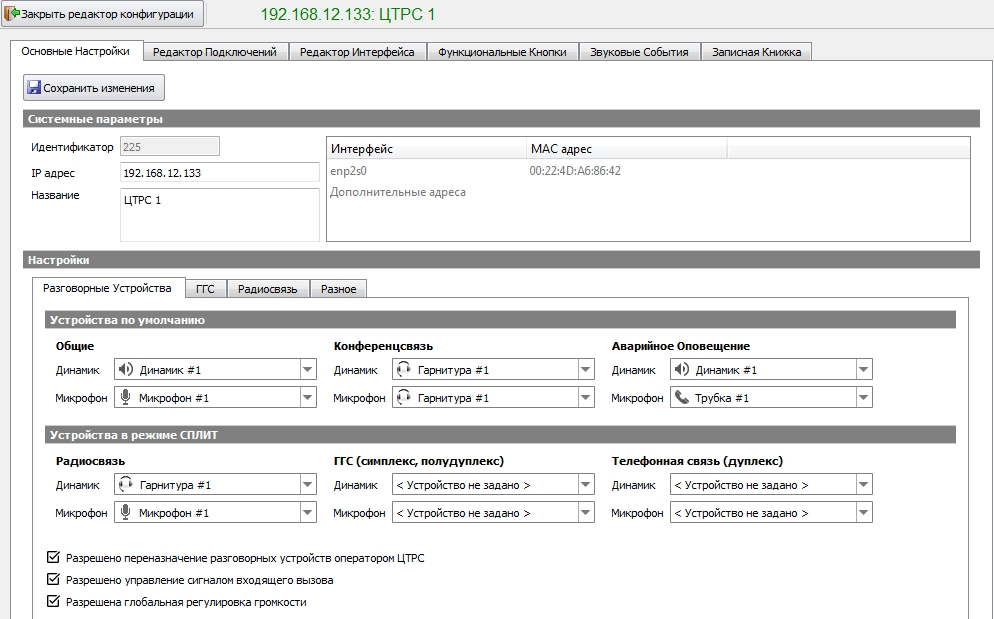 Закрыть редактор конфигурации 192.168.12.133: ЦТРС 1
Основные Настройки Редактор Подключений Редактор Интерфейса Функциональные Кнопки Звуковые События Записная Книжка
Сохранить изменения
Системные параметры
Идентификатор 225 Интерфейс MAC адрес
IP адрес 192.168.12.133 enp2s0 00:22:4D:A6:86:42
Название ЦТРС 1 Дополнительные адреса
Настройки
Разговорные Устройства ГГС Радиосвязь Разное
Устройства по умолчанию
Общие Конференцсвязь Аварийное Оповещение
Динамик Динамик #1 Динамик Гарнитура #1 Динамик Динамик #1
Микрофон Микрофон #1 Микрофон Гарнитура #1 Микрофон Трубка #1
Устройства в режиме СПЛИТ
Радиосвязь ГГС (симплекс, полудуплекс) Телефонная связь (дуплекс)
Динамик Гарнитура #1 Динамик < Устройство не задано > Динамик < Устройство не задано >
Микрофон Микрофон #1 Микрофон < Устройство не задано > Микрофон < Устройство не задано >
Разрешено переназначение разговорных устройств оператором ЦТРС
Разрешено управление сигналом входящего вызова
Разрешена глобальная регулировка громкости